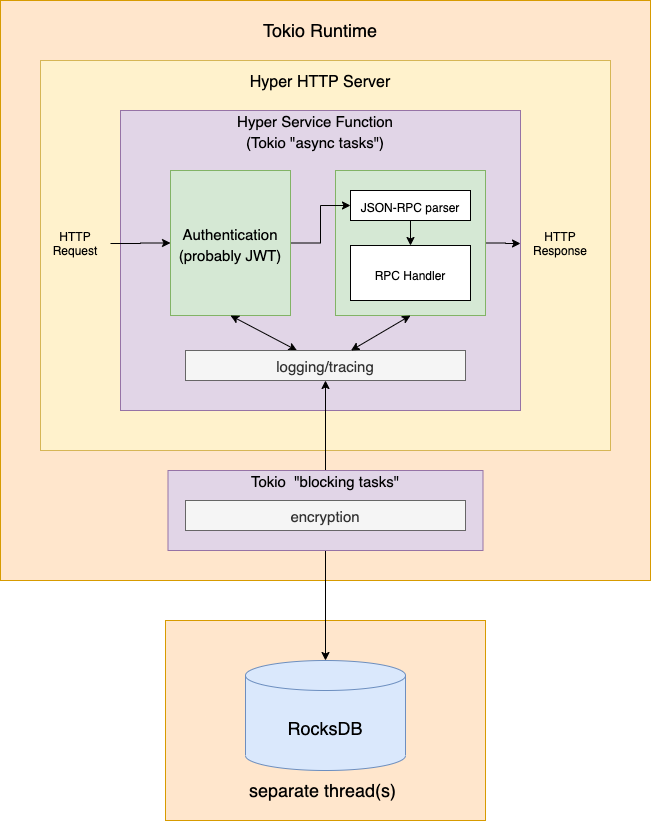 Tokio Runtime
Hyper HTTP Server
Hyper Service Function
(Tokio "async tasks")
HTTP
Request
Authentication
(probably JWT)
JSON-RPC parser
RPC Handler
HTTP
Response
logging/tracing
Tokio "blocking tasks"
encryption
RocksDB
separate thread(s)